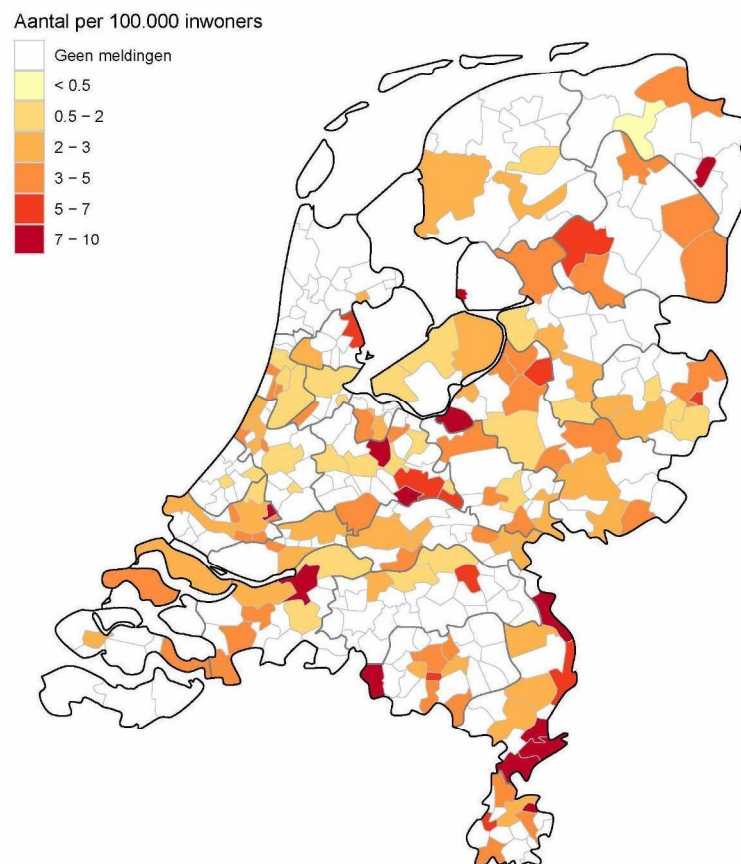 Aantal per 100.000 inwoners
Geen meldingen
< 0.5
0.5 – 2
2 – 3
3 – 5
5 – 7
7 – 10